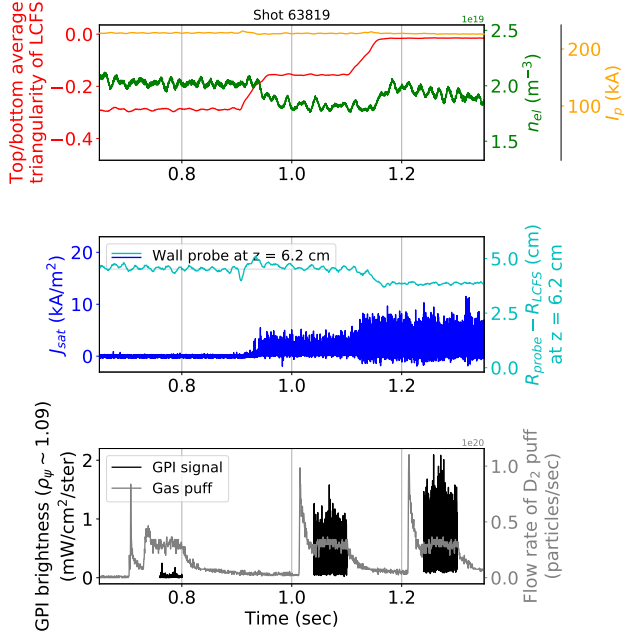 Shot 63819
1e19
Top/bottom average
triangularity of LCFS
0.0
−0.2
−0.4
2.5
2.0
1.5
n_el (m⁻³)
200
100
I_p (kA)
0.8
1.0
1.2
Wall probe at z = 6.2 cm
J_sat (kA/m²)
20
10
0
5.0
2.5
0.0
R_probe − R_LCFS (cm)
at z = 6.2 cm
0.8
1.0
1.2
1e20
GPI signal
Gas puff
GPI brightness (ρ_ψ ~ 1.09)
(mW/cm²/ster)
2
1
0
1.0
0.5
0.0
Flow rate of D₂ puff
(particles/sec)
0.8
1.0
1.2
Time (sec)